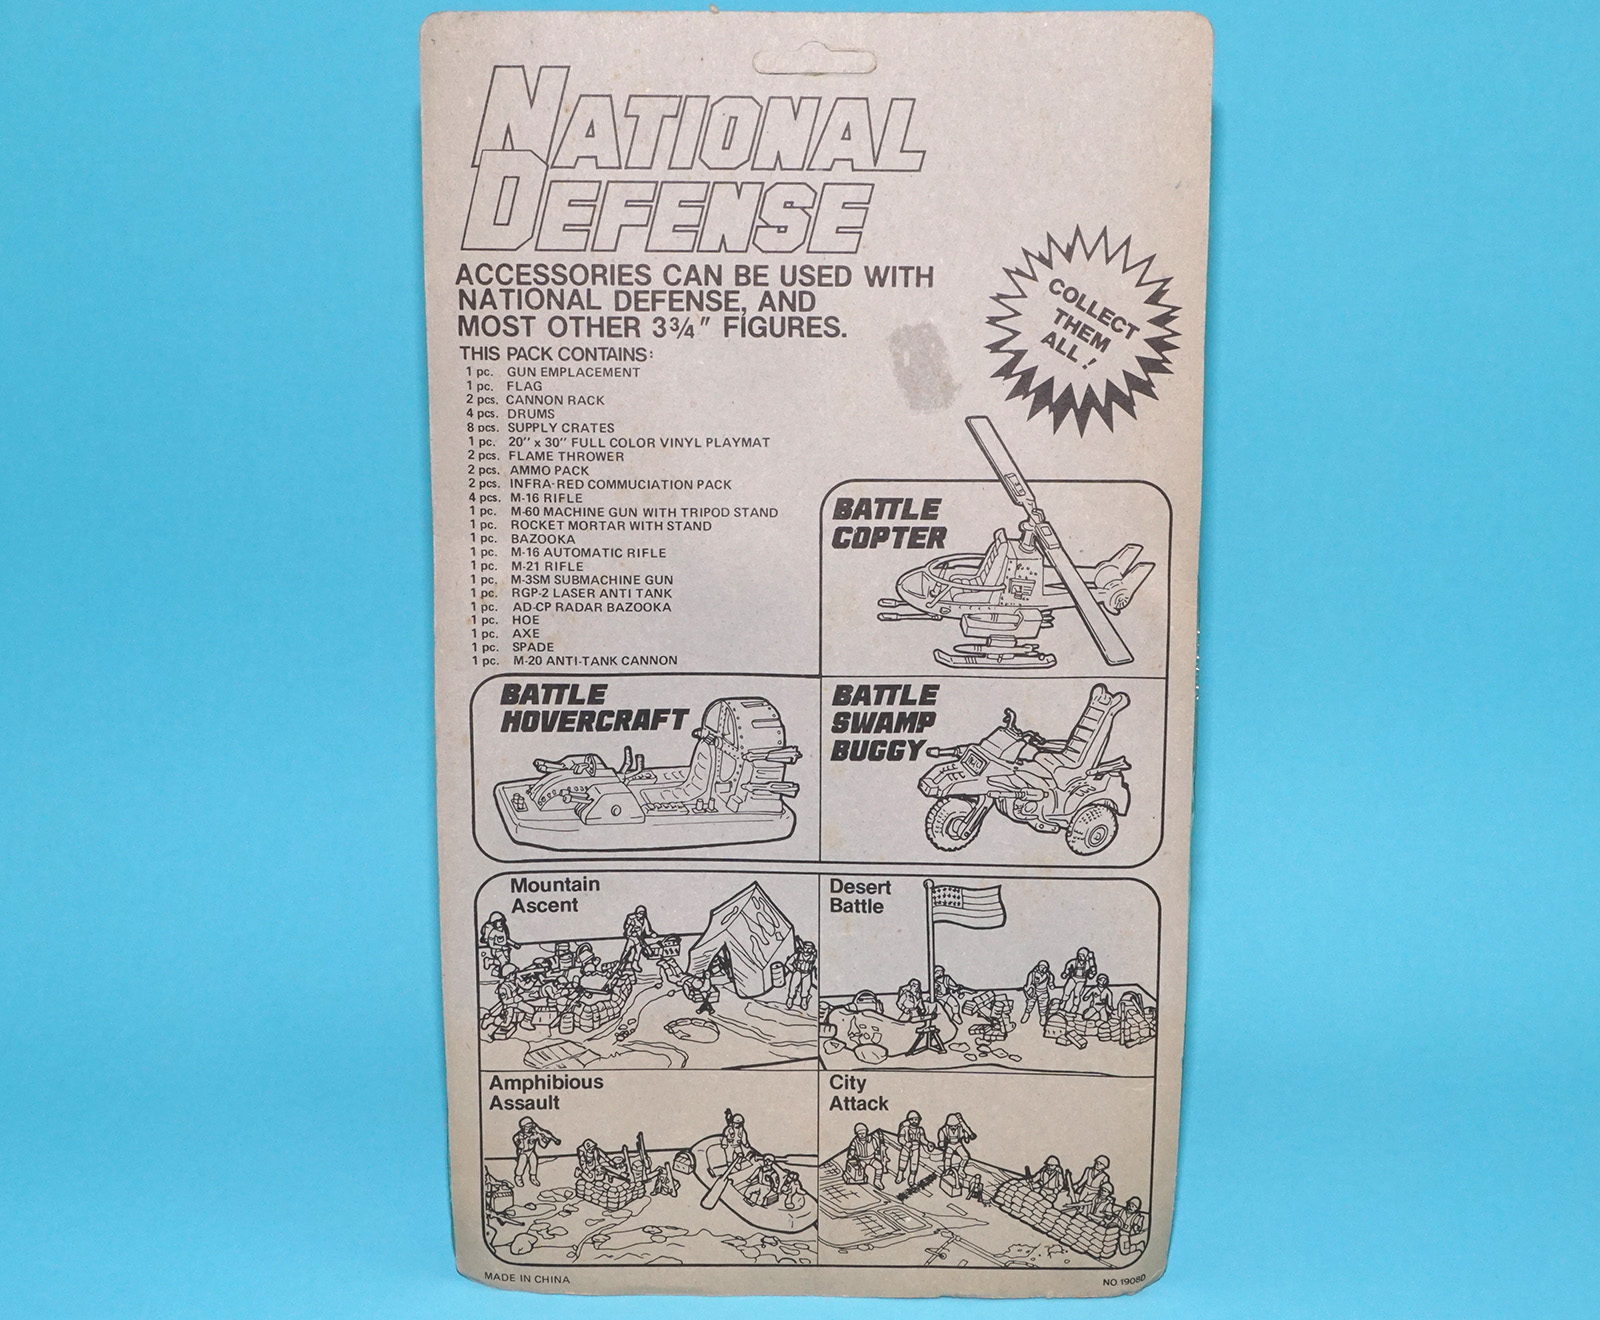 NATIONAL
DEFENSE
ACCESSORIES CAN BE USED WITH
NATIONAL DEFENSE, AND
MOST OTHER 3¾" FIGURES.
THIS PACK CONTAINS:
1 pc. GUN EMPLACEMENT
1 pc. FLAG
2 pcs. CANNON RACK
4 pcs. DRUMS
8 pcs. SUPPLY CRATES
1 pc. 20" x 30" FULL COLOR VINYL PLAYMAT
2 pcs. FLAME THROWER
2 pcs. AMMO PACK
2 pcs. INFRA-RED COMMUCIATION PACK
4 pcs. M-16 RIFLE
1 pc. M-60 MACHINE GUN WITH TRIPOD STAND
1 pc. ROCKET MORTAR WITH STAND
1 pc. BAZOOKA
1 pc. M-16 AUTOMATIC RIFLE
1 pc. M-21 RIFLE
1 pc. M-3SM SUBMACHINE GUN
1 pc. RGP-2 LASER ANTI TANK
1 pc. AD-CP RADAR BAZOOKA
1 pc. HOE
1 pc. AXE
1 pc. SPADE
1 pc. M-20 ANTI-TANK CANNON
COLLECT
THEM
ALL!
BATTLE
COPTER
BATTLE
HOVERCRAFT
BATTLE
SWAMP
BUGGY
Mountain
Ascent
Desert
Battle
Amphibious
Assault
City
Attack
MADE IN CHINA
NO. 1908D